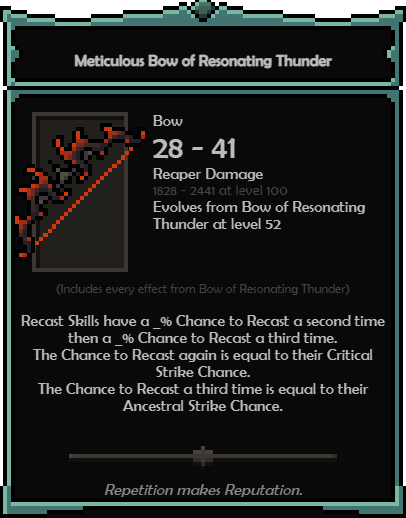 Meticulous Bow of Resonating Thunder
Bow
28 - 41
Reaper Damage
1828 - 2441 at level 100
Evolves from Bow of Resonating
Thunder at level 52
(Includes every effect from Bow of Resonating Thunder)
Recast Skills have a _% Chance to Recast a second time
then a _% Chance to Recast a third time.
The Chance to Recast again is equal to their Critical
Strike Chance.
The Chance to Recast a third time is equal to their
Ancestral Strike Chance.
Repetition makes Reputation.